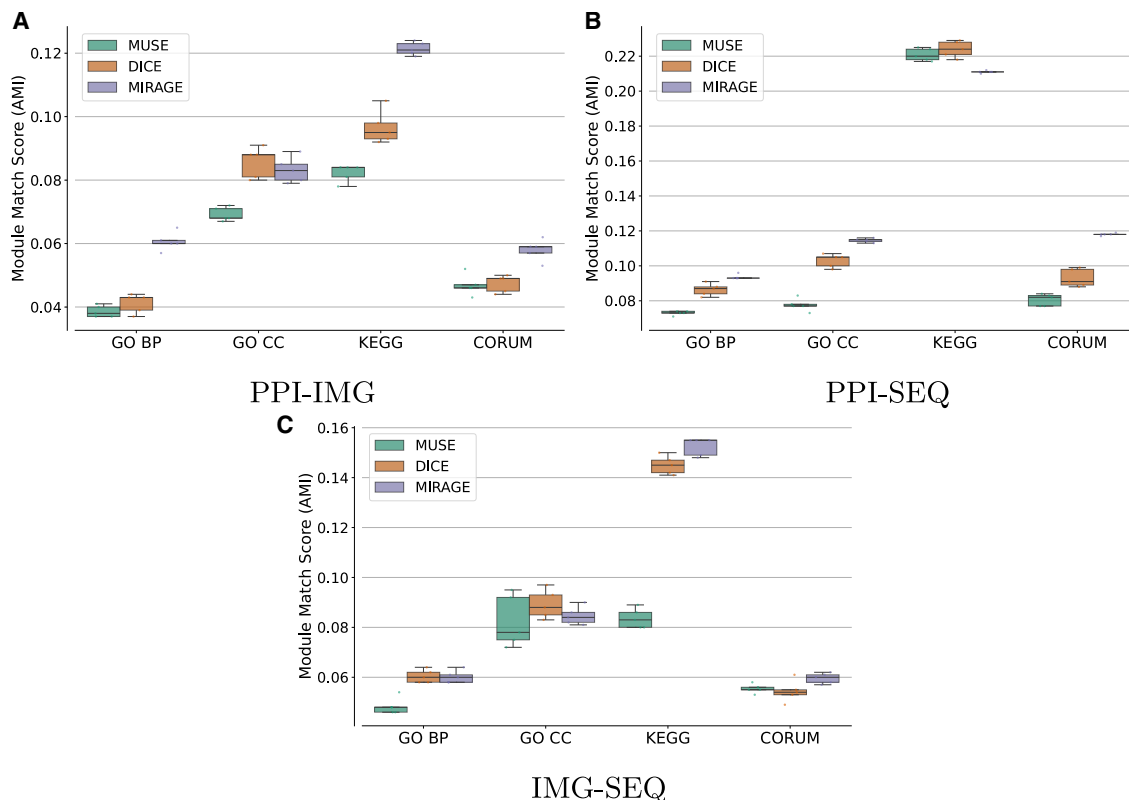 A
Module Match Score (AMI)
0.12
0.10
0.08
0.06
0.04
MUSE
DICE
MIRAGE
GO BP GO CC KEGG CORUM
PPI-IMG
B
Module Match Score (AMI)
0.22
0.20
0.18
0.16
0.14
0.12
0.10
0.08
MUSE
DICE
MIRAGE
GO BP GO CC KEGG CORUM
PPI-SEQ
C
Module Match Score (AMI)
0.16
0.14
0.12
0.10
0.08
0.06
MUSE
DICE
MIRAGE
GO BP GO CC KEGG CORUM
IMG-SEQ